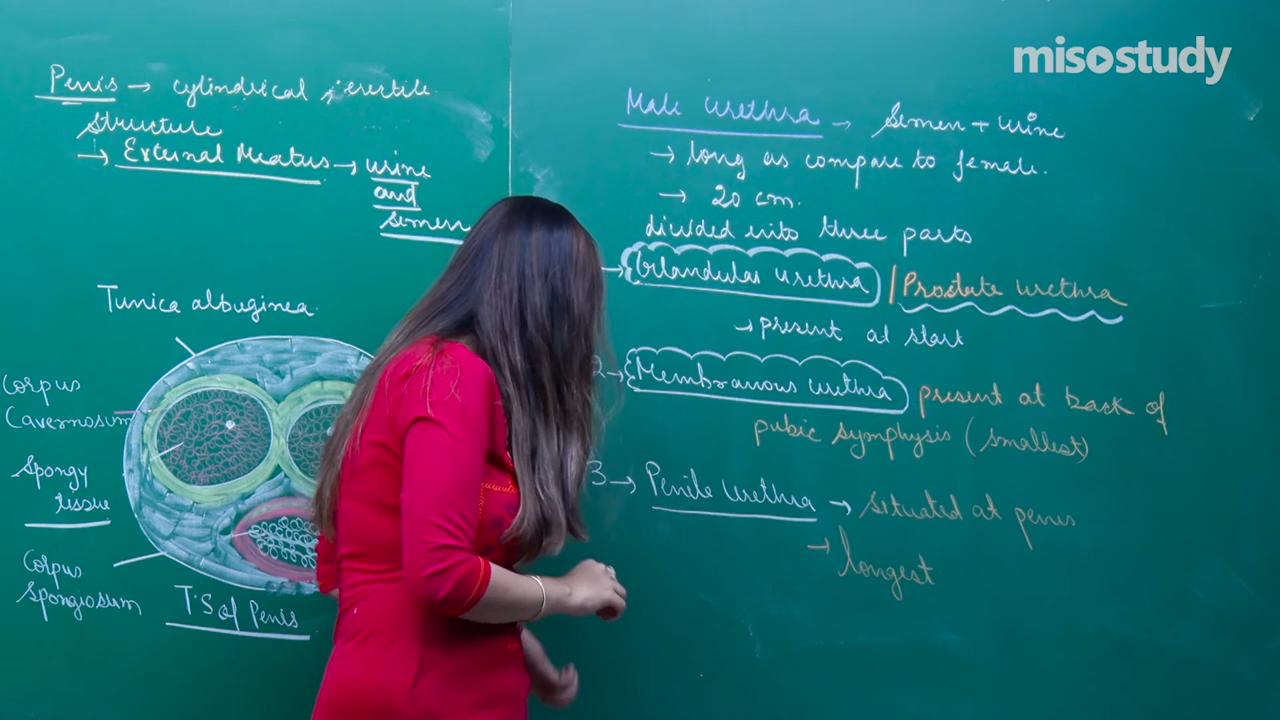 misostudy
Penis → cylindrical, erectile
structure
→ External Meatus → urine
and
semen
Tunica albuginea.
Corpus
Cavernosum
Spongy
tissue
Corpus
Spongiosum
T.S of Penis
Male urethra → Semen + urine
→ long as compare to female.
→ 20 cm.
divided into three parts
→ Glandulas urethra / Prostate urethra
→ present at start
2 → Membranous urethra present at back of
pubic symphysis (smallest)
3 → Penile urethra → situated at penis
→ longest